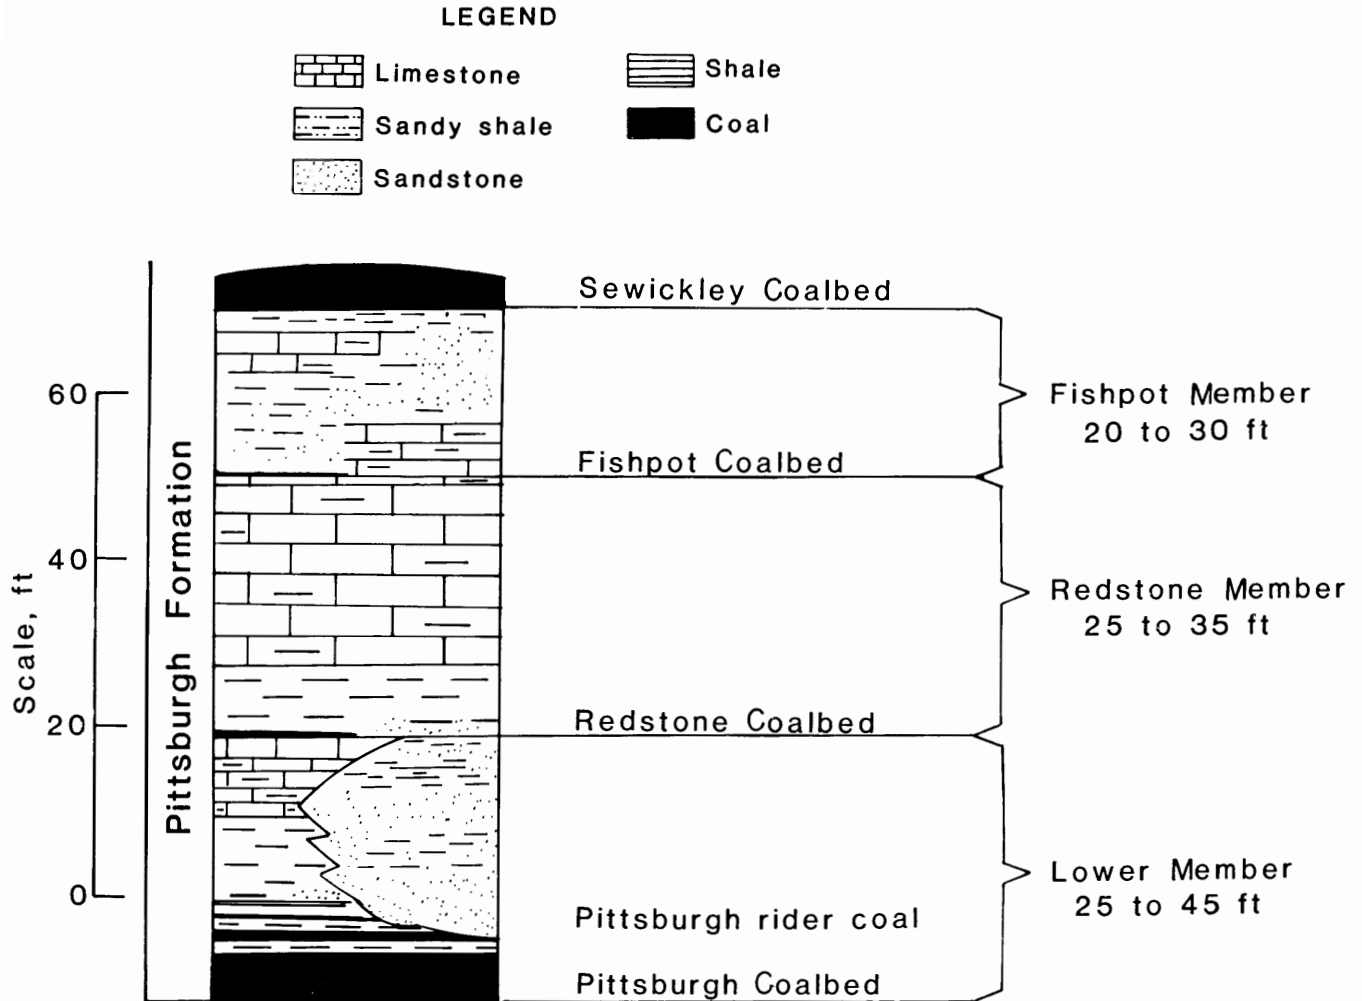 LEGEND
Limestone
Shale
Sandy shale
Coal
Sandstone
Sewickley Coalbed
60
Fishpot Member
20 to 30 ft
Fishpot Coalbed
Pittsburgh Formation
40
Scale, ft
Redstone Member
25 to 35 ft
20
Redstone Coalbed
0
Lower Member
25 to 45 ft
Pittsburgh rider coal
Pittsburgh Coalbed